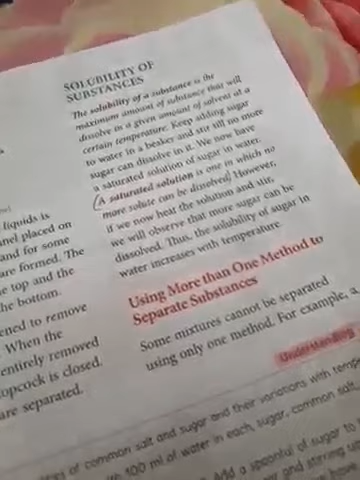 SOLUBILITY OF
SUBSTANCES
The solubility of a substance is the
maximum amount of substance that will
dissolve in a given amount of solvent at a
certain temperature. Keep adding sugar
to water in a beaker and stir till no more
sugar can dissolve in it. We now have
a saturated solution of sugar in water.
(A saturated solution is one in which no
more solute can be dissolved) However,
if we now heat the solution and stir,
we will observe that more sugar can be
dissolved. Thus, the solubility of sugar in
water increases with temperature
Using More than One Method to
Separate Substances
Some mixtures cannot be separated
using only one method. For example, a
liquids is
nel placed on
and for some
are formed. The
e top and the
he bottom.
ened to remove
. When the
entirely removed
opcock is closed.
are separated.
Understanding
ties of common salt and sugar and their variations with temp
th 100 ml of water in each, sugar, common salt
Add a spoonful of sugar to
sugar and stirring